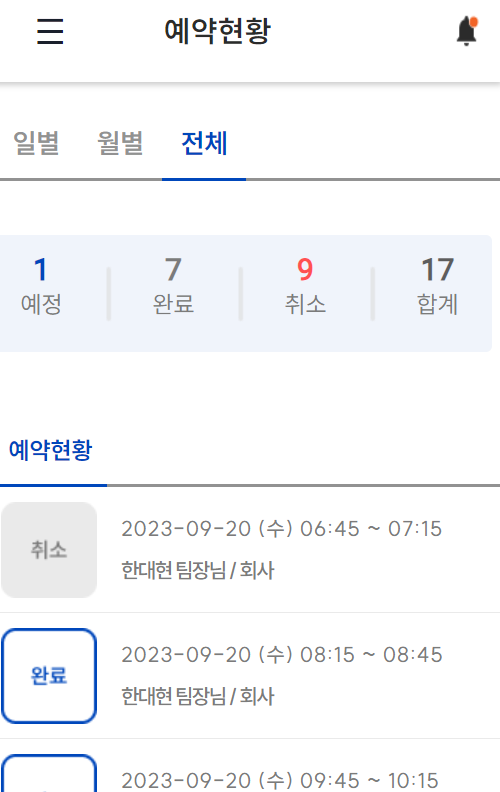 예약현황
일별 월별 전체
1 7 9 17
예정 완료 취소 합계
예약현황
취소
2023-09-20 (수) 06:45 ~ 07:15
한대현 팀장님 / 회사
완료
2023-09-20 (수) 08:15 ~ 08:45
한대현 팀장님 / 회사
2023-09-20 (수) 09:45 ~ 10:15